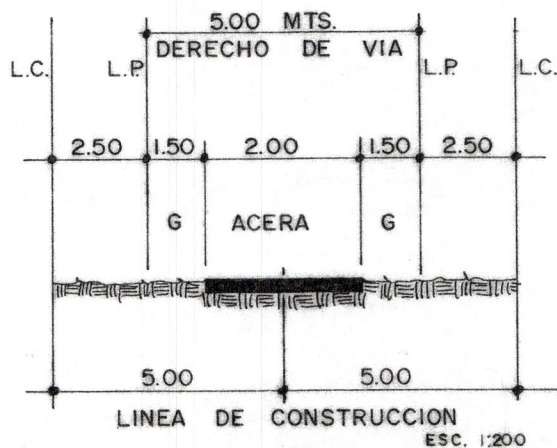 5.00 MTS.
DERECHO DE VIA
L.C. L.P. L.P. L.C.
2.50 1.50 2.00 1.50 2.50
G ACERA G
5.00 5.00
LINEA DE CONSTRUCCION
ESC. 1:200